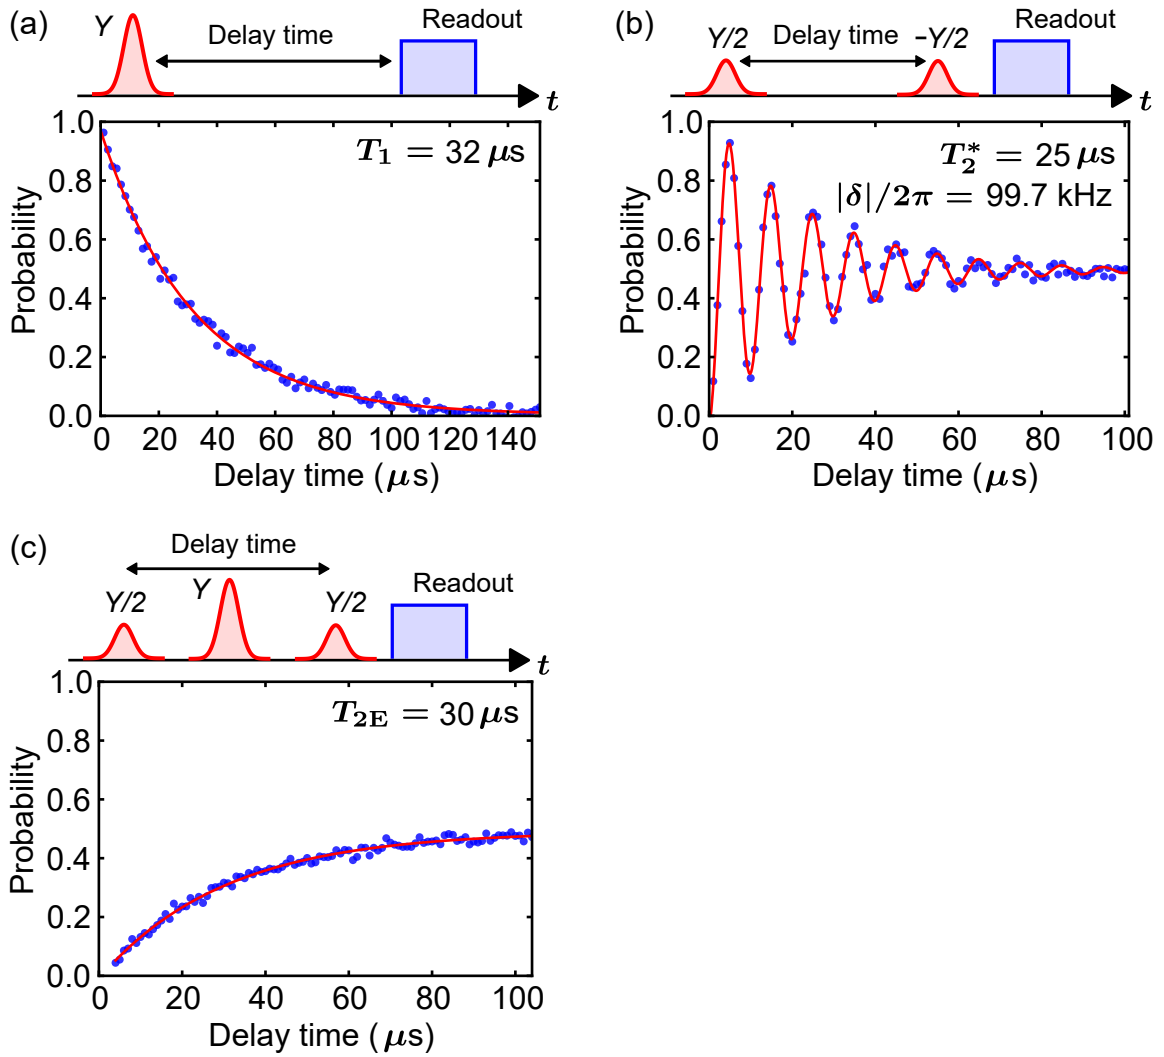 (a)
Y
Delay time
Readout
t
T₁ = 32 μs
Probability
1.0
0.8
0.6
0.4
0.2
0.0
0 20 40 60 80 100 120 140
Delay time (μs)
(b)
Y/2
Delay time
−Y/2
Readout
t
T₂* = 25 μs
|δ|/2π = 99.7 kHz
Probability
1.0
0.8
0.6
0.4
0.2
0.0
0 20 40 60 80 100
Delay time (μs)
(c)
Delay time
Y/2
Y
Y/2
Readout
t
T₂E = 30 μs
Probability
1.0
0.8
0.6
0.4
0.2
0.0
0 20 40 60 80 100
Delay time (μs)